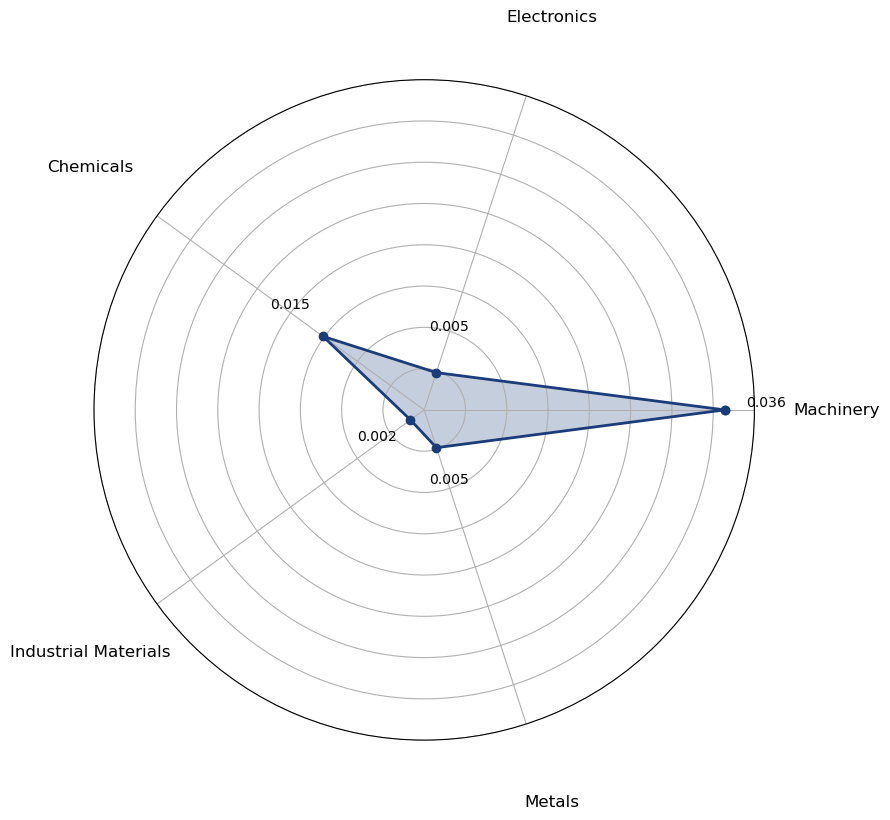 Electronics
Chemicals
0.015
0.005
0.036
Machinery
0.002
0.005
Industrial Materials
Metals